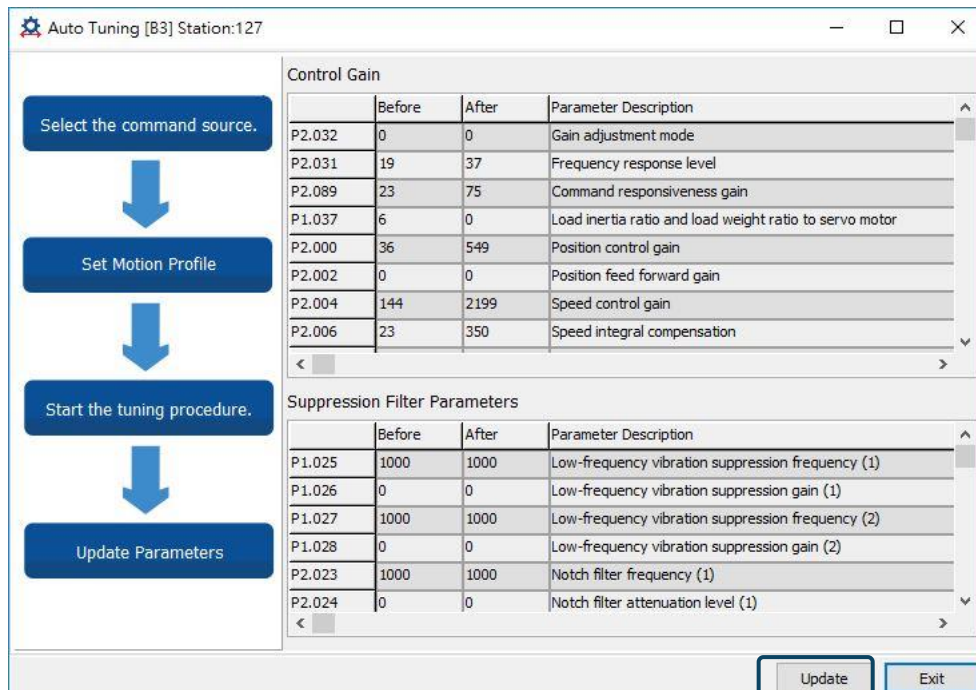 Auto Tuning [B3] Station:127
Select the command source.
Set Motion Profile
Start the tuning procedure.
Update Parameters
Control Gain
Before After Parameter Description
P2.032 0 0 Gain adjustment mode
P2.031 19 37 Frequency response level
P2.089 23 75 Command responsiveness gain
P1.037 6 0 Load inertia ratio and load weight ratio to servo motor
P2.000 36 549 Position control gain
P2.002 0 0 Position feed forward gain
P2.004 144 2199 Speed control gain
P2.006 23 350 Speed integral compensation
Suppression Filter Parameters
Before After Parameter Description
P1.025 1000 1000 Low-frequency vibration suppression frequency (1)
P1.026 0 0 Low-frequency vibration suppression gain (1)
P1.027 1000 1000 Low-frequency vibration suppression frequency (2)
P1.028 0 0 Low-frequency vibration suppression gain (2)
P2.023 1000 1000 Notch filter frequency (1)
P2.024 0 0 Notch filter attenuation level (1)
Update Exit